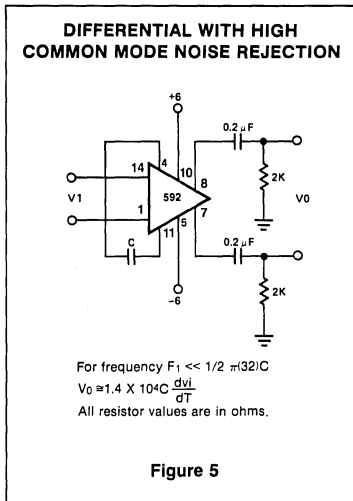 DIFFERENTIAL WITH HIGH
COMMON MODE NOISE REJECTION
+6
0.2 μF
4
10
14
8
V1
592
2K
V0
1
7
5
11
0.2 μF
C
2K
-6
For frequency F₁ << 1/2 π(32)C
V₀ ≅1.4 X 10⁴C dvi/dT
All resistor values are in ohms.
Figure 5